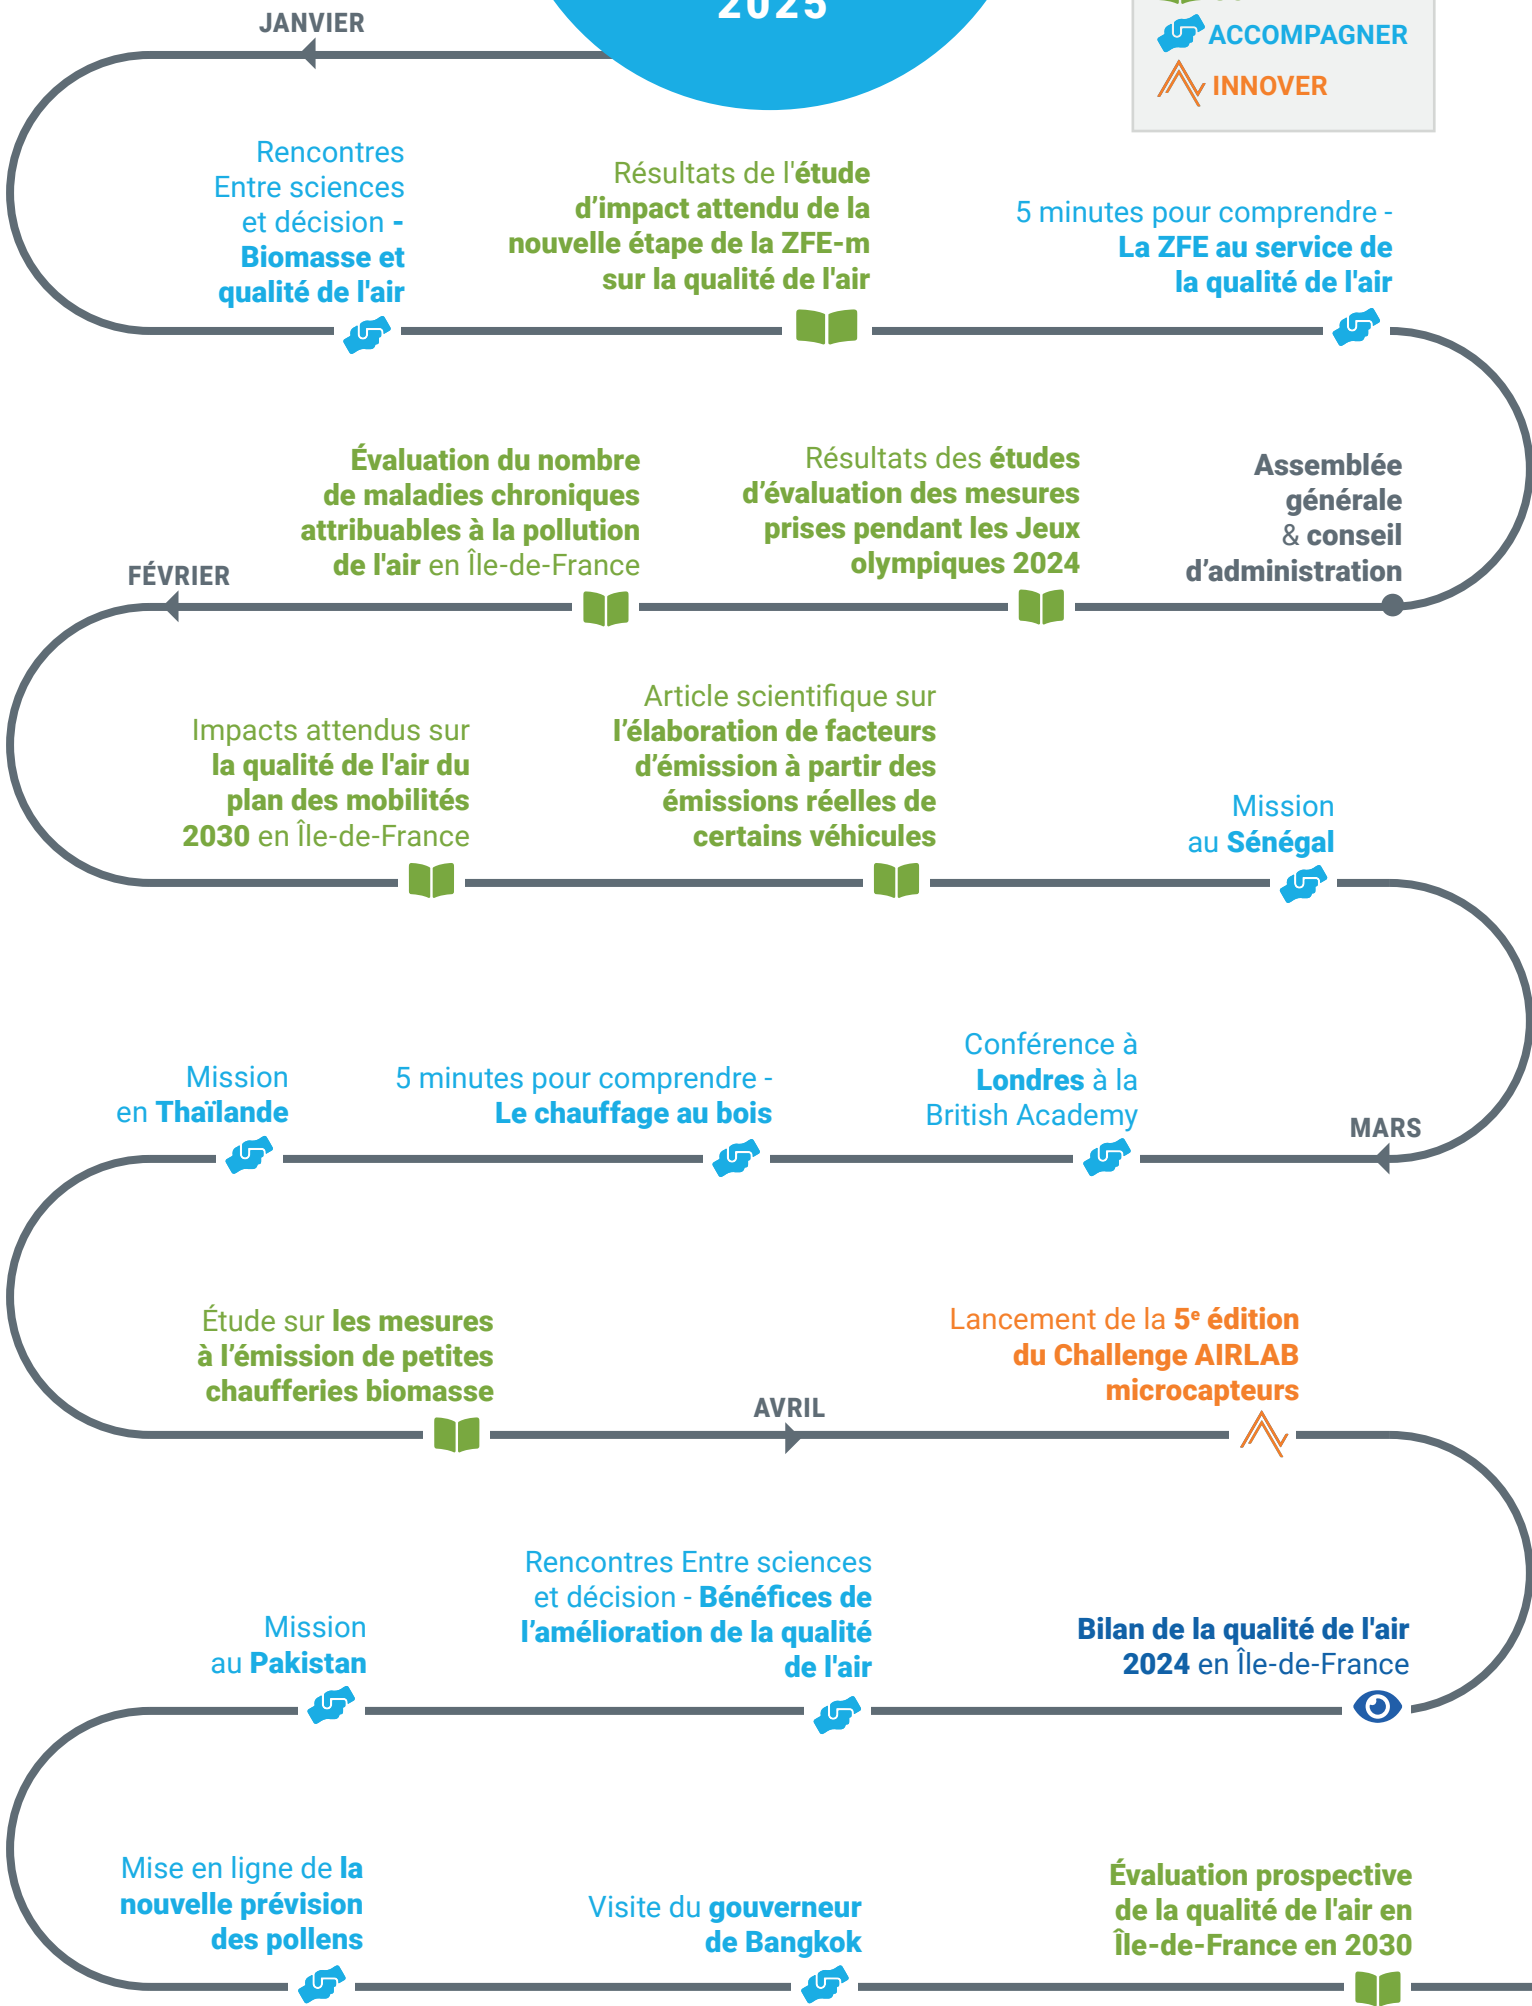 2025
JANVIER
ACCOMPAGNER
INNOVER
Rencontres
Entre sciences
et décision -
Biomasse et
qualité de l'air
Résultats de l'étude
d’impact attendu de la
nouvelle étape de la ZFE-m
sur la qualité de l'air
5 minutes pour comprendre -
La ZFE au service de
la qualité de l'air
Assemblée
générale
& conseil
d’administration
Résultats des études
d’évaluation des mesures
prises pendant les Jeux
olympiques 2024
Évaluation du nombre
de maladies chroniques
attribuables à la pollution
de l'air en Île-de-France
FÉVRIER
Impacts attendus sur
la qualité de l'air du
plan des mobilités
2030 en Île-de-France
Article scientifique sur
l’élaboration de facteurs
d’émission à partir des
émissions réelles de
certains véhicules
Mission
au Sénégal
MARS
Conférence à
Londres à la
British Academy
5 minutes pour comprendre -
Le chauffage au bois
Mission
en Thaïlande
Étude sur les mesures
à l’émission de petites
chaufferies biomasse
AVRIL
Lancement de la 5e édition
du Challenge AIRLAB
microcapteurs
Bilan de la qualité de l'air
2024 en Île-de-France
Rencontres Entre sciences
et décision - Bénéfices de
l’amélioration de la qualité
de l'air
Mission
au Pakistan
Mise en ligne de la
nouvelle prévision
des pollens
Visite du gouverneur
de Bangkok
Évaluation prospective
de la qualité de l'air en
Île-de-France en 2030